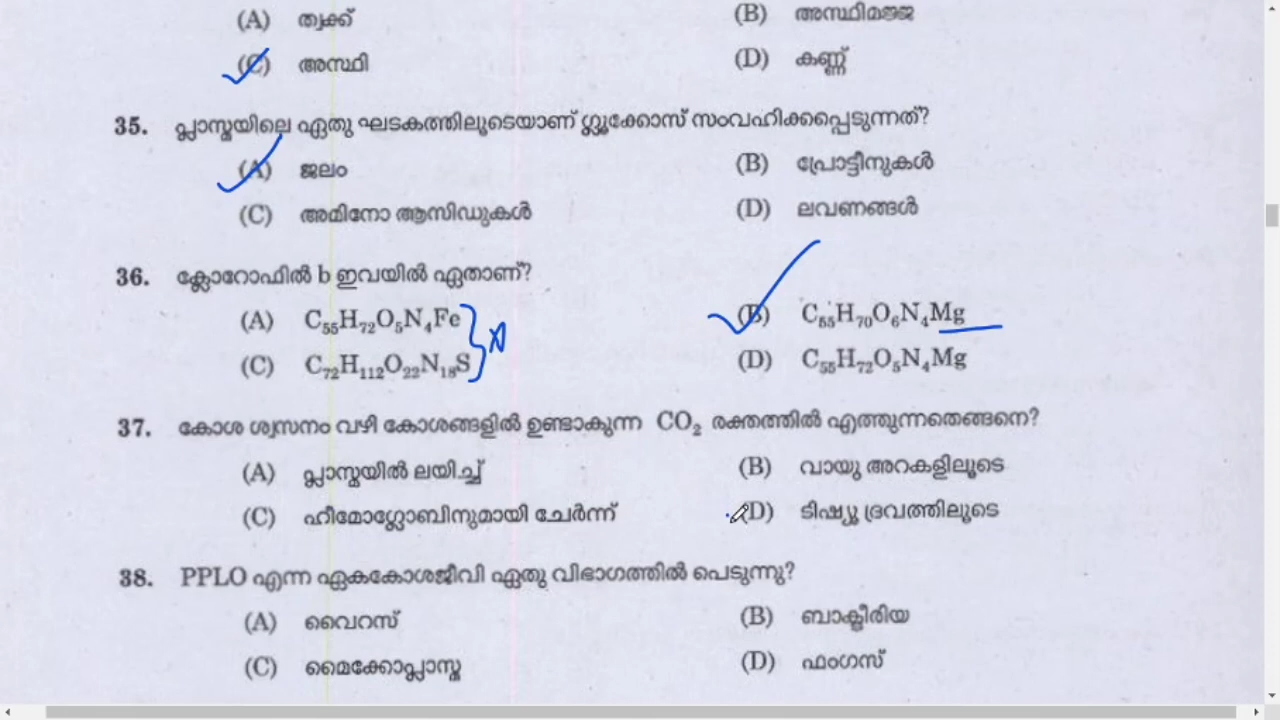 (A) ത്വക്ക് (B) അസ്ഥിമജ്ജ
(C) അസ്ഥി (D) കണ്ണ്
35. പ്ലാസ്മയിലെ ഏതു ഘടകത്തിലൂടെയാണ് ഗ്ലൂക്കോസ് സംവഹിക്കപ്പെടുന്നത്?
(A) ജലം (B) പ്രോട്ടീനുകൾ
(C) അമിനോ ആസിഡുകൾ (D) ലവണങ്ങൾ
36. ക്ലോറോഫിൽ b ഇവയിൽ ഏതാണ്?
(A) C₅₅H₇₂O₅N₄Fe (B) C₅₅H₇₀O₆N₄Mg
(C) C₇₂H₁₁₂O₂₂N₁₈S (D) C₅₅H₇₂O₅N₄Mg
37. കോശ ശ്വസനം വഴി കോശങ്ങളിൽ ഉണ്ടാകുന്ന CO₂ രക്തത്തിൽ എത്തുന്നതെങ്ങനെ?
(A) പ്ലാസ്മയിൽ ലയിച്ച് (B) വായു അറകളിലൂടെ
(C) ഹീമോഗ്ലോബിനുമായി ചേർന്ന് (D) ടിഷ്യൂ ദ്രവത്തിലൂടെ
38. PPLO എന്ന ഏകകോശജീവി ഏതു വിഭാഗത്തിൽ പെടുന്നു?
(A) വൈറസ് (B) ബാക്ടീരിയ
(C) മൈക്കോപ്ലാസ്മ (D) ഫംഗസ്